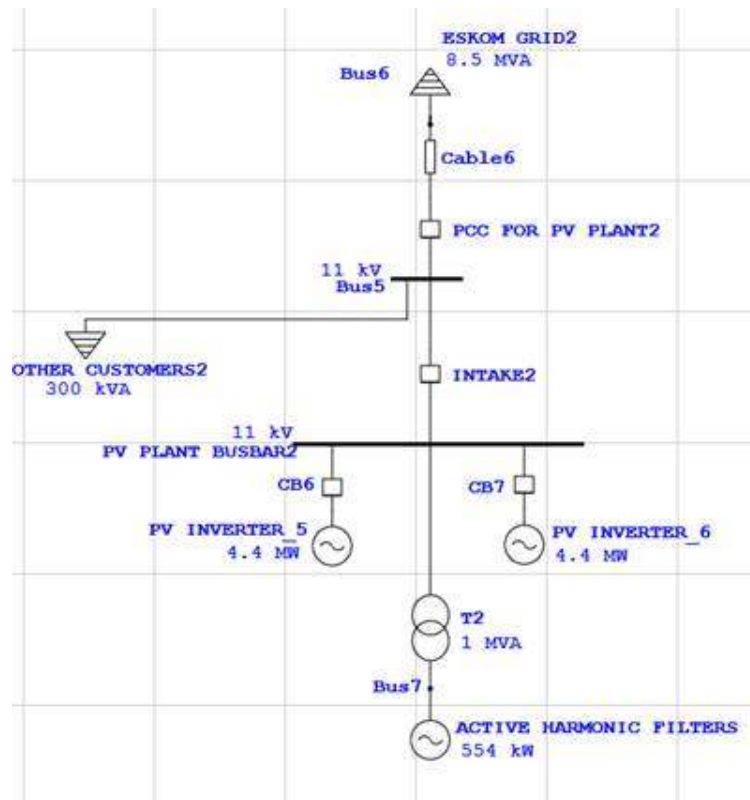 ESKOM GRID2
8.5 MVA
Bus6
Cable6
PCC FOR PV PLANT2
11 kV
Bus5
OTHER CUSTOMERS2
300 kVA
INTAKE2
11 kV
PV PLANT BUSBAR2
CB6
CB7
PV INVERTER_5
4.4 MW
PV INVERTER_6
4.4 MW
T2
1 MVA
Bus7
ACTIVE HARMONIC FILTERS
554 kW